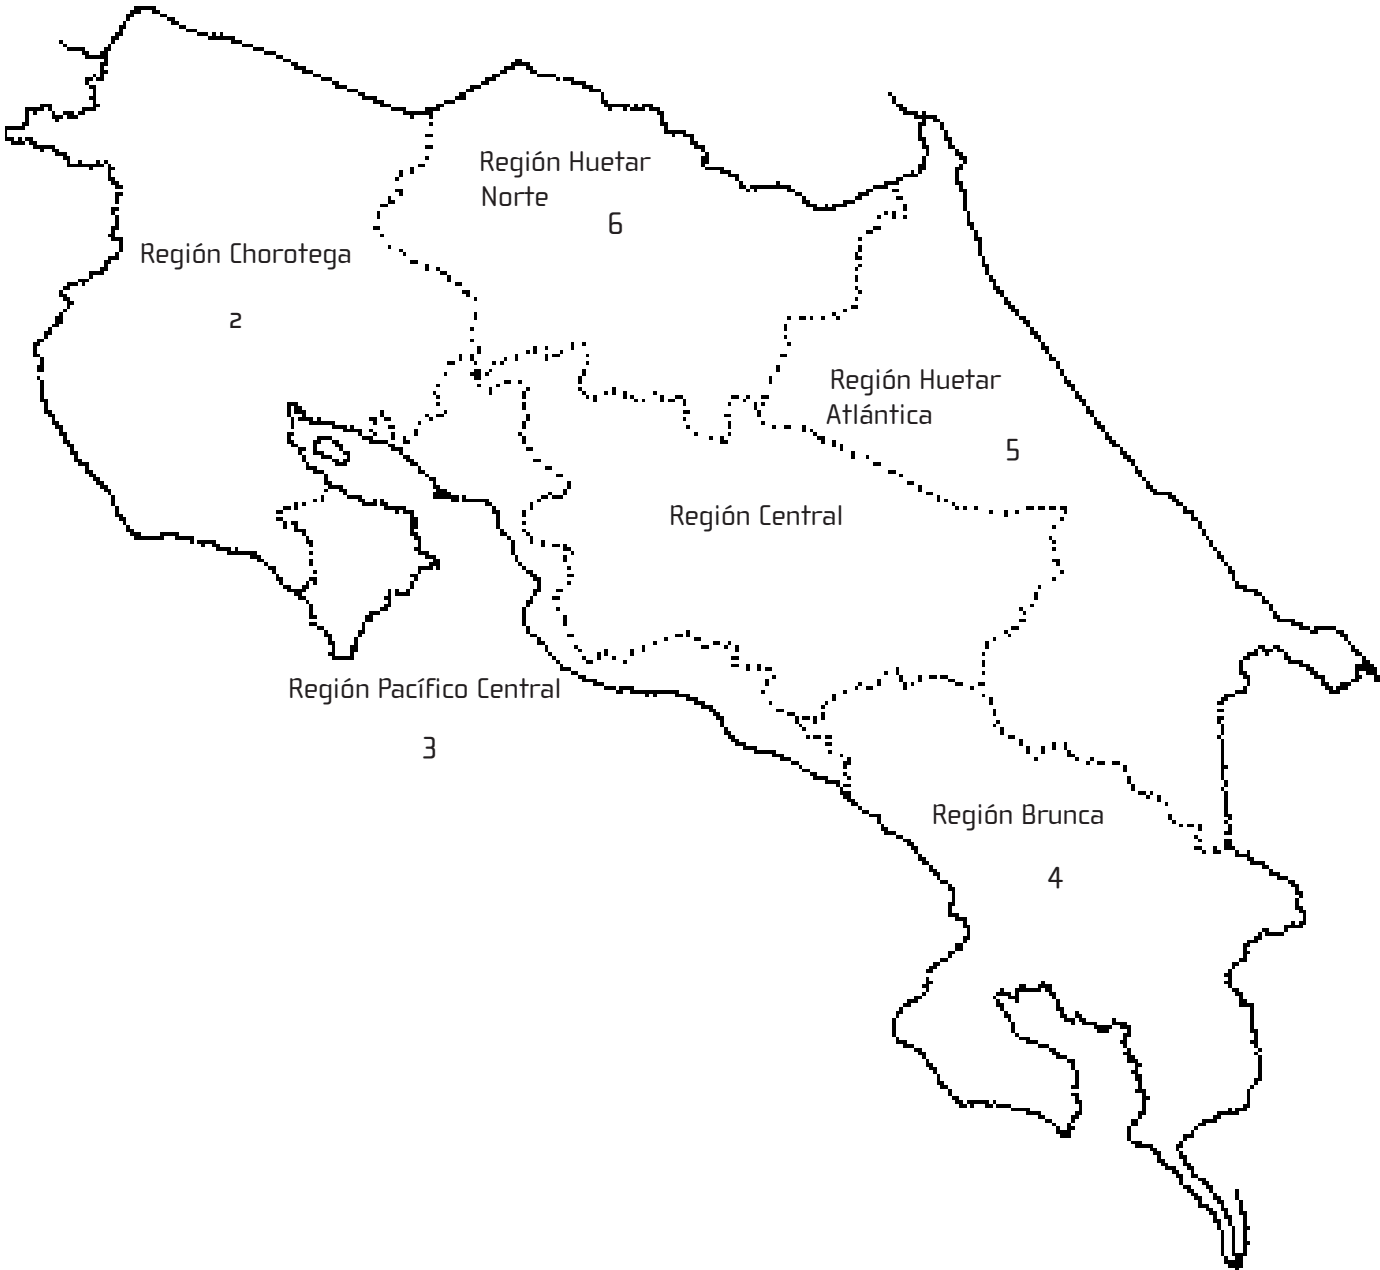 Región Huetar
Norte
6
Región Chorotega
2
Región Huetar
Atlántica
5
Región Central
Región Pacífico Central
3
Región Brunca
4